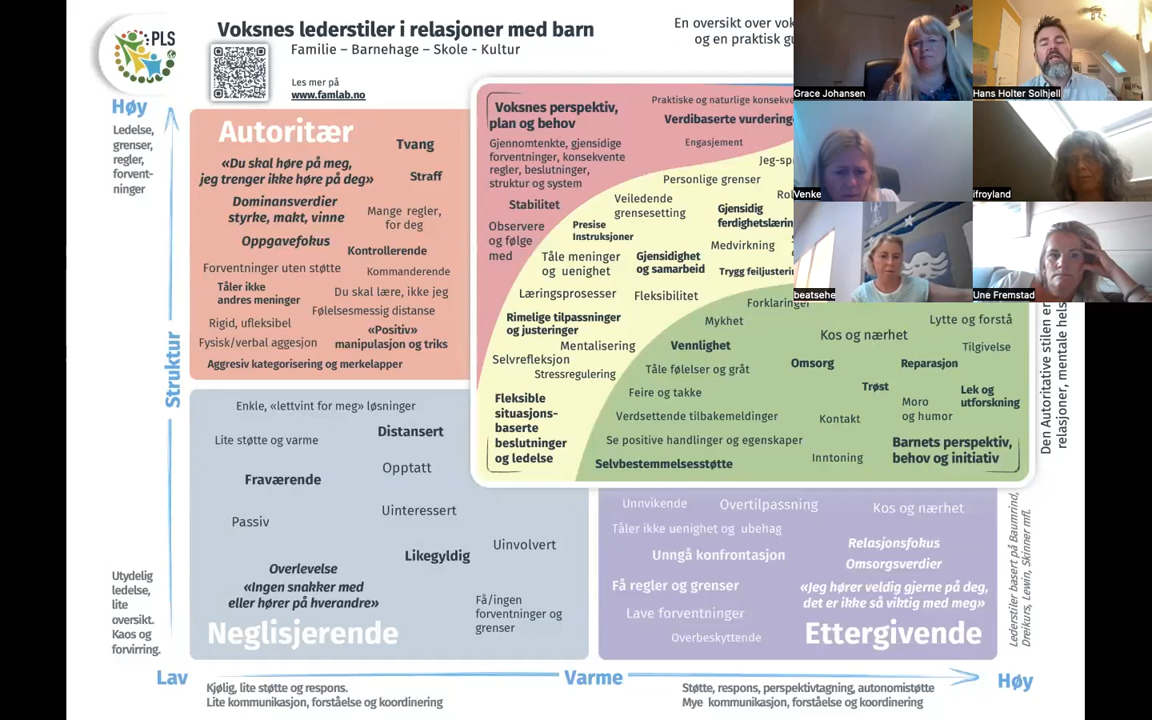 :PLS
Voksnes lederstiler i relasjoner med barn
Familie – Barnehage – Skole - Kultur
Les mer på
www.famlab.no
En oversikt over vok
og en praktisk gu
Grace Johansen
Hans Holter Solhjell
Venke
ifroyland
beatsehe
Une Fremstad
Høy
Ledelse,
grenser,
regler,
forvent-
ninger
Struktur
Utydelig
ledelse,
lite
oversikt.
Kaos og
forvirring.
Autoritær
«Du skal høre på meg,
jeg trenger ikke høre på deg»
Tvang
Straff
Dominansverdier
styrke, makt, vinne
Mange regler,
for deg
Oppgavefokus
Kontrollerende
Forventninger uten støtte
Kommanderende
Tåler ikke
andres meninger
Du skal lære, ikke jeg
Følelsesmessig distanse
Rigid, ufleksibel
«Positiv»
manipulasjon og triks
Fysisk/verbal aggesjon
Aggresiv kategorisering og merkelapper
Voksnes perspektiv,
plan og behov
Gjennomtenkte, gjensidige
forventninger, konsekvente
regler, beslutninger,
struktur og system
Stabilitet
Observere
og følge
med
Praktiske og naturlige konsekve
Verdibaserte vurderinge
Engasjement
Jeg-spr
Personlige grenser
Rol
Veiledende
grensesetting
Gjensidig
ferdighetslærin
Presise
Instruksjoner
Medvirkning
Tåle meninger
og uenighet
Gjensidighet
og samarbeid
Trygg feiljusterin
Læringsprosesser
Fleksibilitet
Rimelige tilpassninger
og justeringer
Mentalisering
Selvrefleksjon
Stressregulering
Fleksible
situasjons-
baserte
beslutninger
og ledelse
Forklaringer
Mykhet
Kos og nærhet
Lytte og forstå
Vennlighet
Tilgivelse
Tåle følelser og gråt
Omsorg
Reparasjon
Feire og takke
Trøst
Lek og
utforskning
Verdsettende tilbakemeldinger
Kontakt
Moro
og humor
Se positive handlinger og egenskaper
Inntoning
Selvbestemmelsesstøtte
Barnets perspektiv,
behov og initiativ
Den Autoritative stilen er
relasjoner, mentale hels
Enkle, «lettvint for meg» løsninger
Lite støtte og varme
Distansert
Fraværende
Opptatt
Passiv
Uinteressert
Likegyldig
Uinvolvert
Overlevelse
«Ingen snakker med
eller hører på hverandre»
Få/ingen
forventninger og
grenser
Neglisjerende
Unnvikende
Overtilpassning
Kos og nærhet
Tåler ikke uenighet og ubehag
Unngå konfrontasjon
Relasjonsfokus
Omsorgsverdier
Få regler og grenser
«Jeg hører veldig gjerne på deg,
det er ikke så viktig med meg»
Lave forventninger
Overbeskyttende
Ettergivende
Lederstiler basert på Baumrind,
Dreikurs, Lewin, Skinner mfl.
Lav
Varme
Høy
Kjølig, lite støtte og respons.
Lite kommunikasjon, forståelse og koordinering
Støtte, respons, perspektivtagning, autonomistøtte
Mye kommunikasjon, forståelse og koordinering